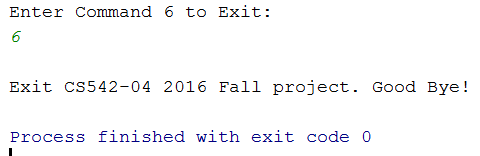 Enter Command 6 to Exit:
6
Exit CS542-04 2016 Fall project. Good Bye!
Process finished with exit code 0